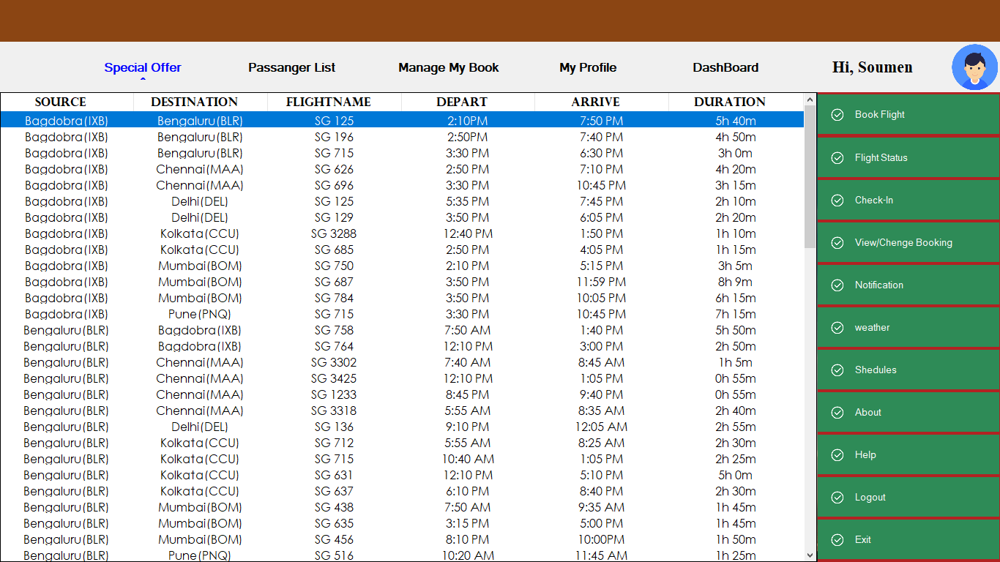 Special Offer Passanger List Manage My Book My Profile DashBoard Hi, Soumen
SOURCE DESTINATION FLIGHTNAME DEPART ARRIVE DURATION
Bagdobra(IXB) Bengaluru(BLR) SG 125 2:10PM 7:50 PM 5h 40m
Bagdobra(IXB) Bengaluru(BLR) SG 196 2:50PM 7:40 PM 4h 50m
Bagdobra(IXB) Bengaluru(BLR) SG 715 3:30 PM 6:30 PM 3h 0m
Bagdobra(IXB) Chennai(MAA) SG 626 2:50 PM 7:10 PM 4h 20m
Bagdobra(IXB) Chennai(MAA) SG 696 3:30 PM 10:45 PM 3h 15m
Bagdobra(IXB) Delhi(DEL) SG 125 5:35 PM 7:45 PM 2h 10m
Bagdobra(IXB) Delhi(DEL) SG 129 3:50 PM 6:05 PM 2h 20m
Bagdobra(IXB) Kolkata(CCU) SG 3288 12:40 PM 1:50 PM 1h 10m
Bagdobra(IXB) Kolkata(CCU) SG 685 2:50 PM 4:05 PM 1h 15m
Bagdobra(IXB) Mumbai(BOM) SG 750 2:10 PM 5:15 PM 3h 5m
Bagdobra(IXB) Mumbai(BOM) SG 687 3:50 PM 11:59 PM 8h 9m
Bagdobra(IXB) Mumbai(BOM) SG 784 3:50 PM 10:05 PM 6h 15m
Bagdobra(IXB) Pune(PNQ) SG 715 3:30 PM 10:45 PM 7h 15m
Bengaluru(BLR) Bagdobra(IXB) SG 758 7:50 AM 1:40 PM 5h 50m
Bengaluru(BLR) Bagdobra(IXB) SG 764 12:10 PM 3:00 PM 2h 50m
Bengaluru(BLR) Chennai(MAA) SG 3302 7:40 AM 8:45 AM 1h 5m
Bengaluru(BLR) Chennai(MAA) SG 3425 12:10 PM 1:05 PM 0h 55m
Bengaluru(BLR) Chennai(MAA) SG 1233 8:45 PM 9:40 PM 0h 55m
Bengaluru(BLR) Chennai(MAA) SG 3318 5:55 AM 8:35 AM 2h 40m
Bengaluru(BLR) Delhi(DEL) SG 136 9:10 PM 12:05 AM 2h 55m
Bengaluru(BLR) Kolkata(CCU) SG 712 5:55 AM 8:25 AM 2h 30m
Bengaluru(BLR) Kolkata(CCU) SG 715 10:40 AM 1:05 PM 2h 25m
Bengaluru(BLR) Kolkata(CCU) SG 631 12:10 PM 5:10 PM 5h 0m
Bengaluru(BLR) Kolkata(CCU) SG 637 6:10 PM 8:40 PM 2h 30m
Bengaluru(BLR) Mumbai(BOM) SG 438 7:50 AM 9:35 AM 1h 45m
Bengaluru(BLR) Mumbai(BOM) SG 635 3:15 PM 5:00 PM 1h 45m
Bengaluru(BLR) Mumbai(BOM) SG 456 8:10 PM 10:00PM 1h 50m
Bengaluru(BLR) Pune(PNQ) SG 516 10:20 AM 11:45 AM 1h 25m
Book Flight
Flight Status
Check-In
View/Chenge Booking
Notification
weather
Shedules
About
Help
Logout
Exit